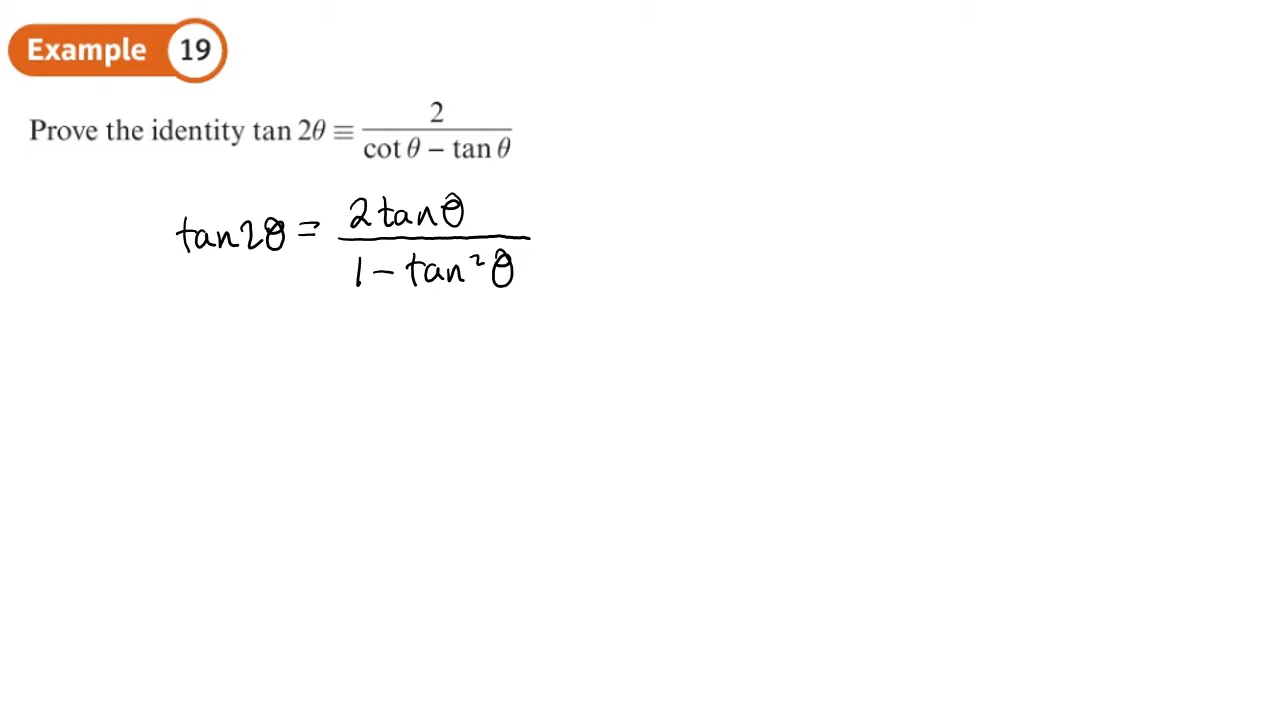 Example 19
Prove the identity tan 2θ ≡ 2 / (cot θ − tan θ)
tan2θ = 2tanθ / (1 − tan²θ)